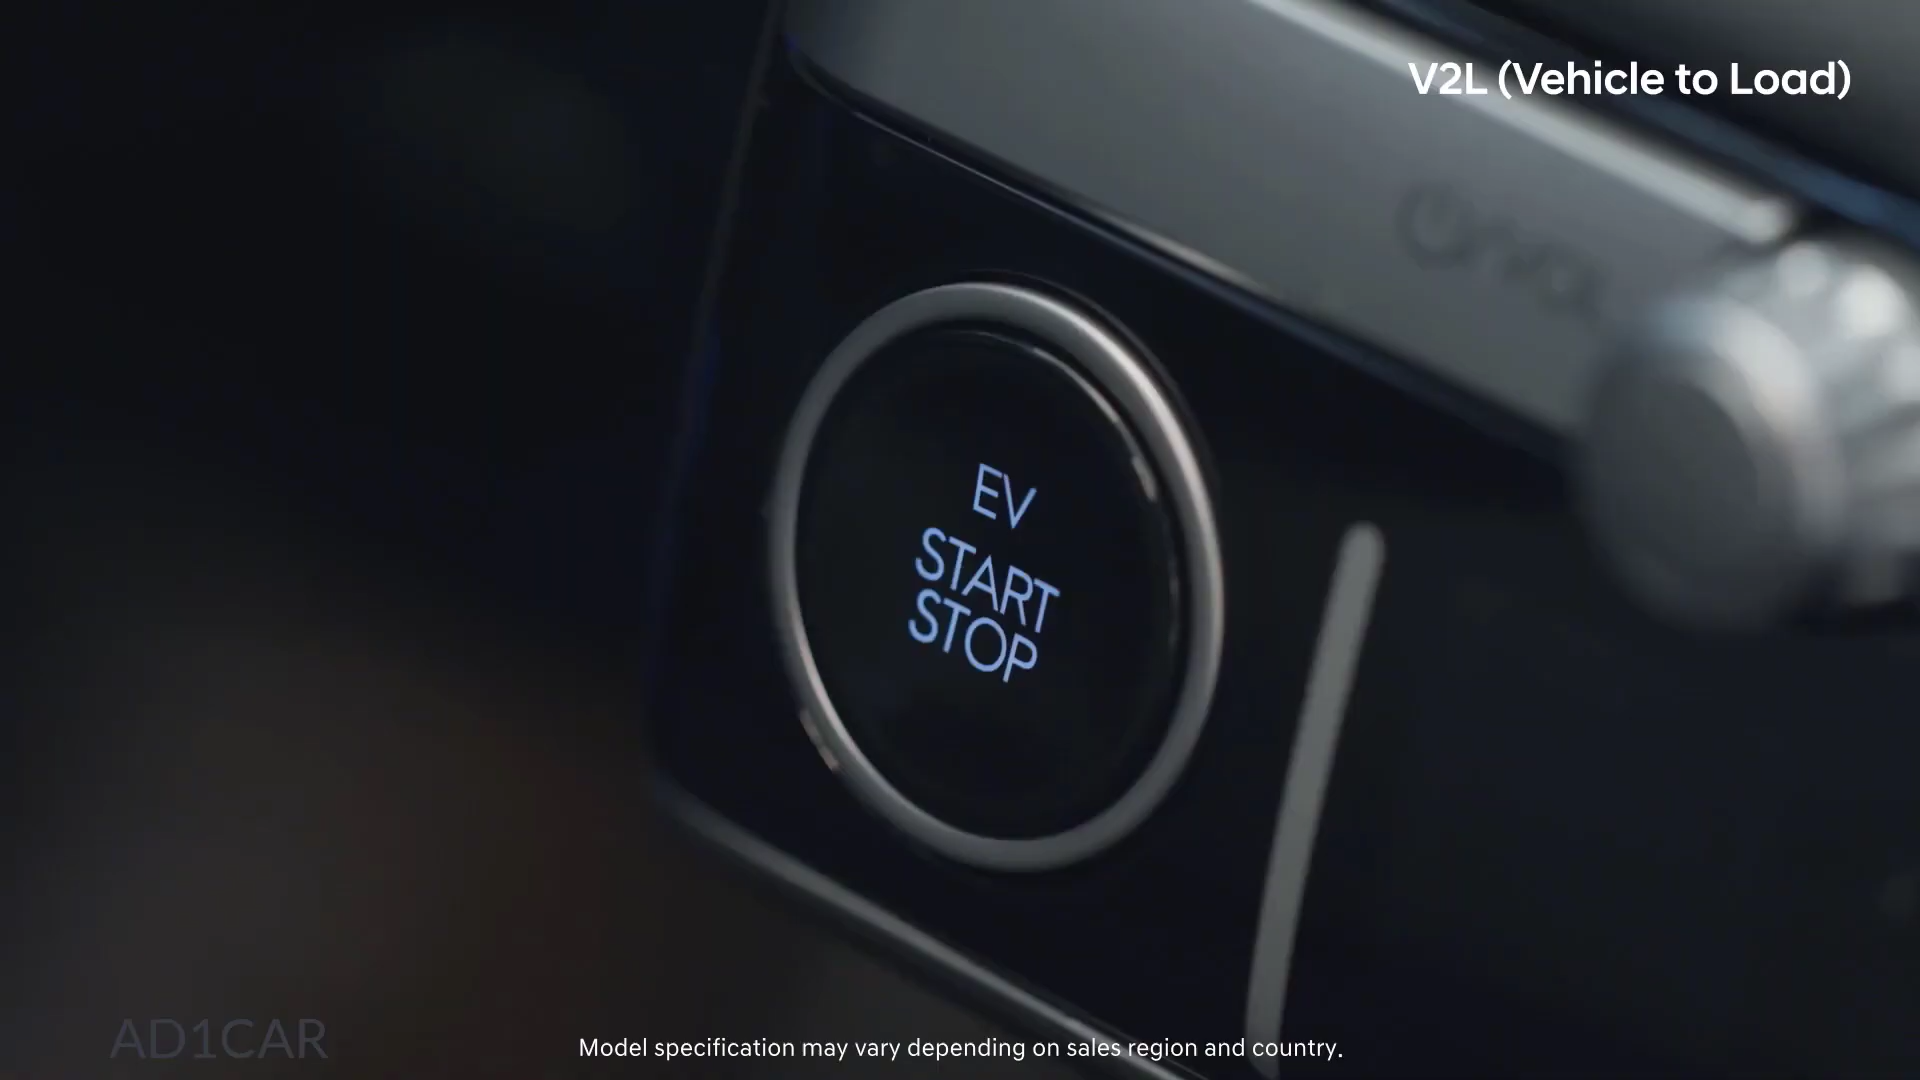 V2L (Vehicle to Load)
EV
START
STOP
AD1CAR
Model specification may vary depending on sales region and country.